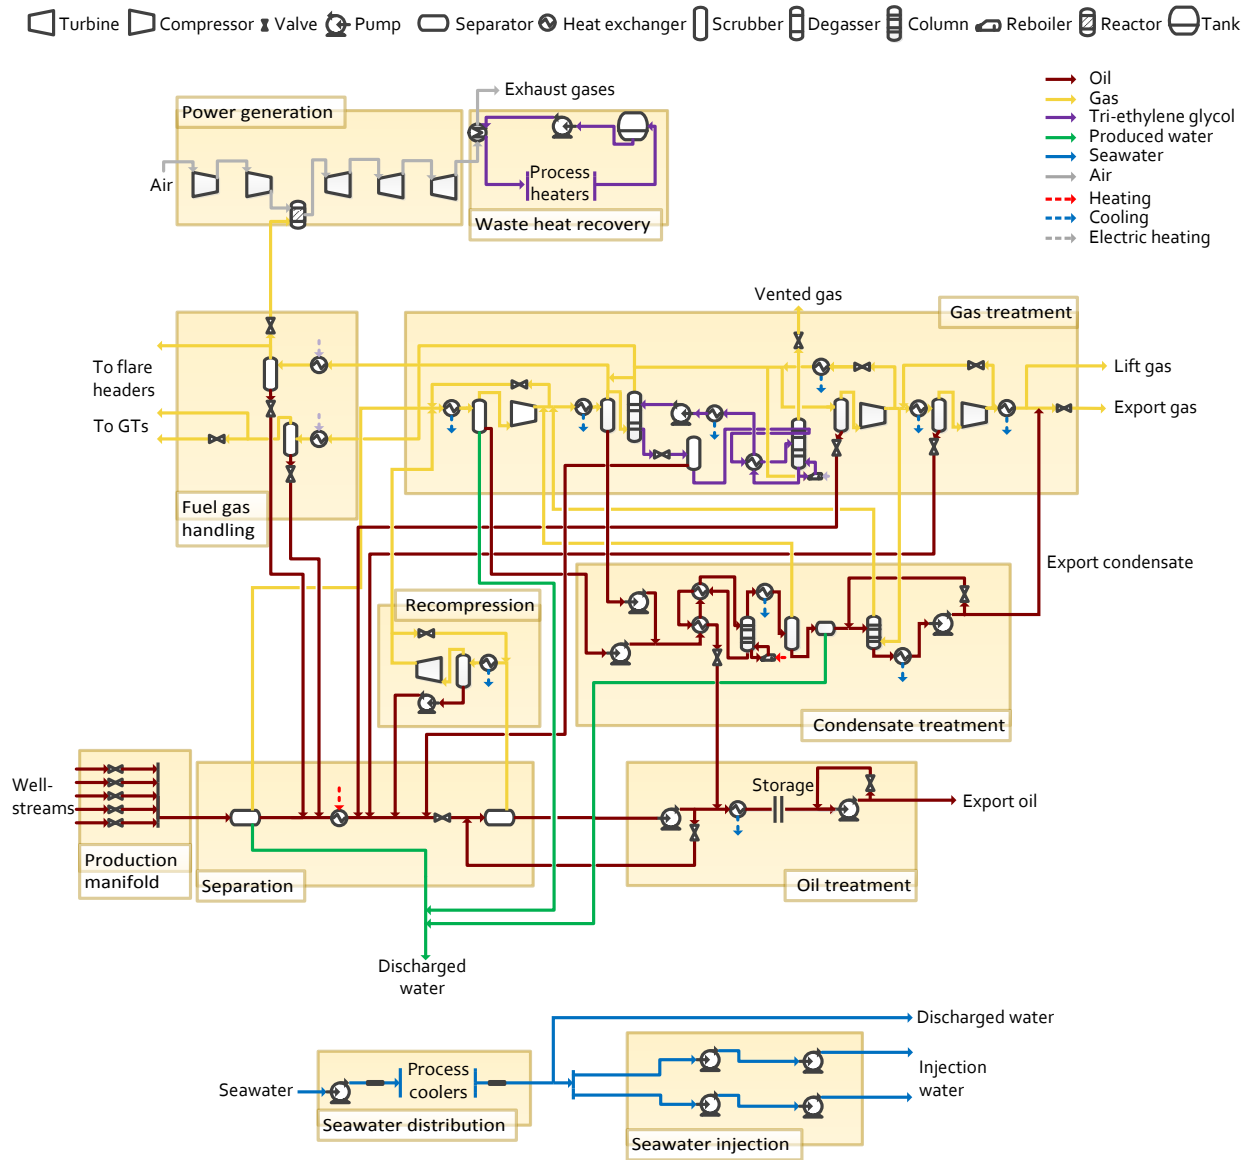 Turbine Compressor Valve Pump Separator Heat exchanger Scrubber Degasser Column Reboiler Reactor Tank
Oil
Gas
Tri-ethylene glycol
Produced water
Seawater
Air
Heating
Cooling
Electric heating
Exhaust gases
Power generation
Air
Process
heaters
Waste heat recovery
Vented gas
Gas treatment
To flare
headers
To GTs
Lift gas
Export gas
Fuel gas
handling
Export condensate
Recompression
Condensate treatment
Well-
streams
Storage
Export oil
Production
manifold
Separation
Oil treatment
Discharged
water
Discharged water
Seawater
Process
coolers
Injection
water
Seawater distribution
Seawater injection